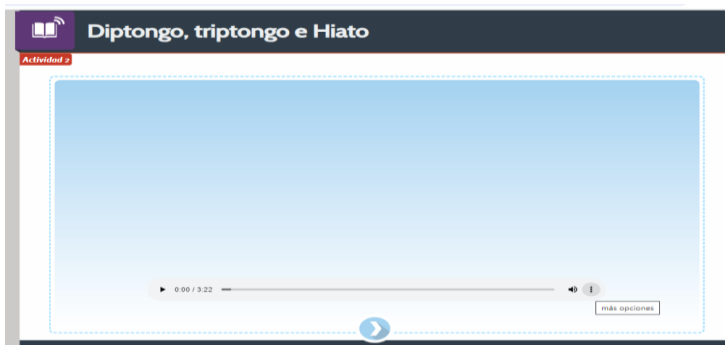 Diptongo, triptongo e Hiato
Actividad 2
0:00 / 3:22
más opciones